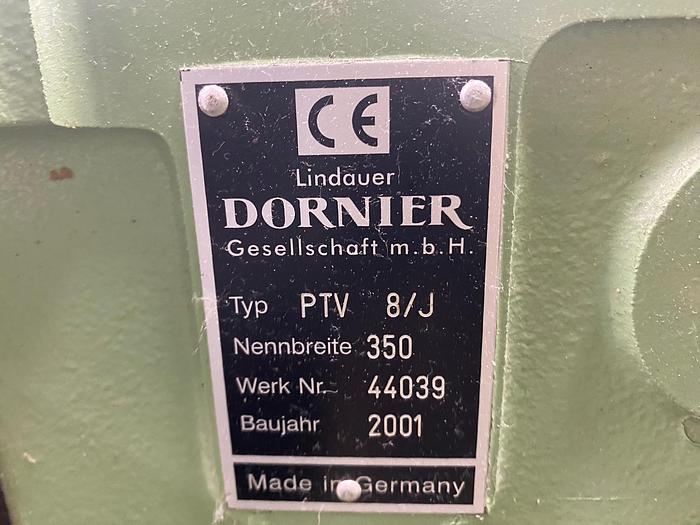 CE
Lindauer
DORNIER
Gesellschaft m.b.H.
Typ PTV 8/J
Nennbreite 350
Werk Nr. 44039
Baujahr 2001
Made in Germany